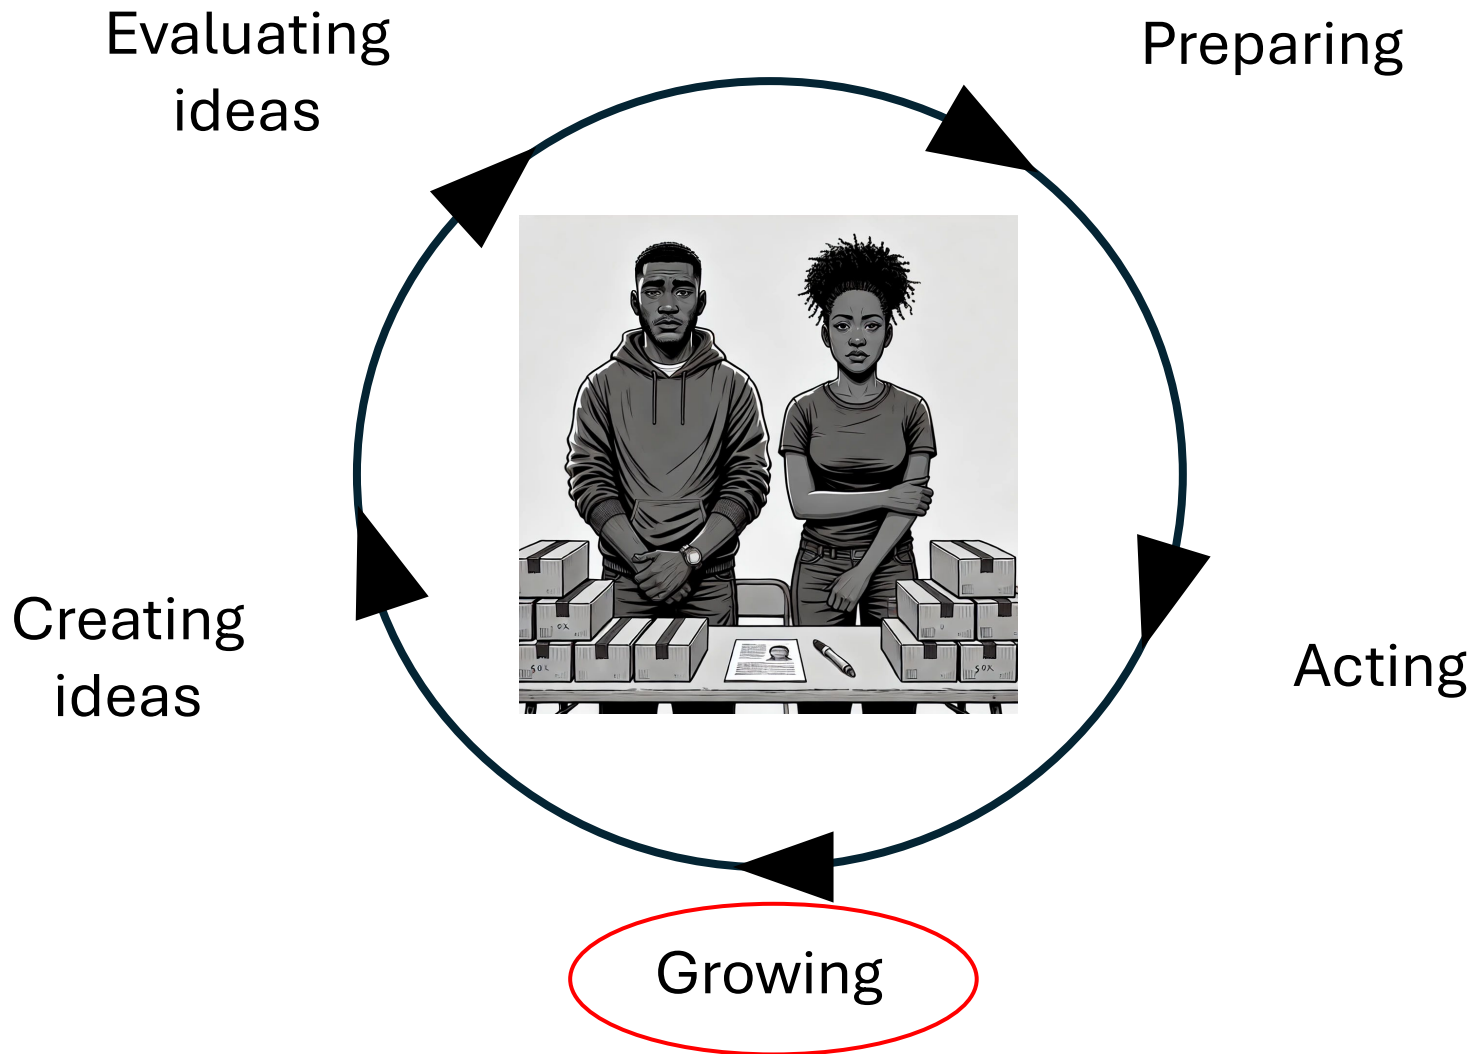 Evaluating
ideas
Preparing
Creating
ideas
Acting
Growing